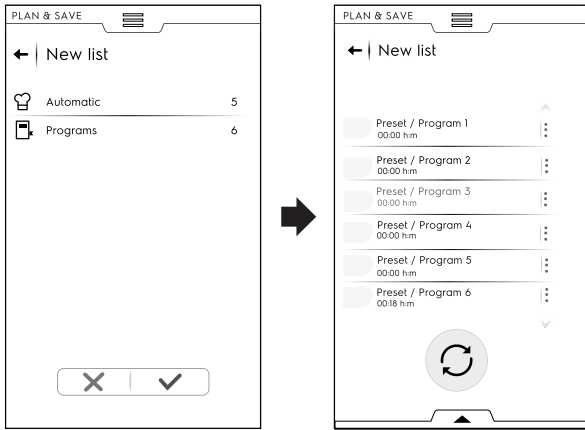 PLAN & SAVE
New list
Automatic 5
Programs 6
PLAN & SAVE
New list
Preset / Program 1
00:00 h:m
Preset / Program 2
00:00 h:m
Preset / Program 3
00:00 h:m
Preset / Program 4
00:00 h:m
Preset / Program 5
00:00 h:m
Preset / Program 6
00:18 h:m